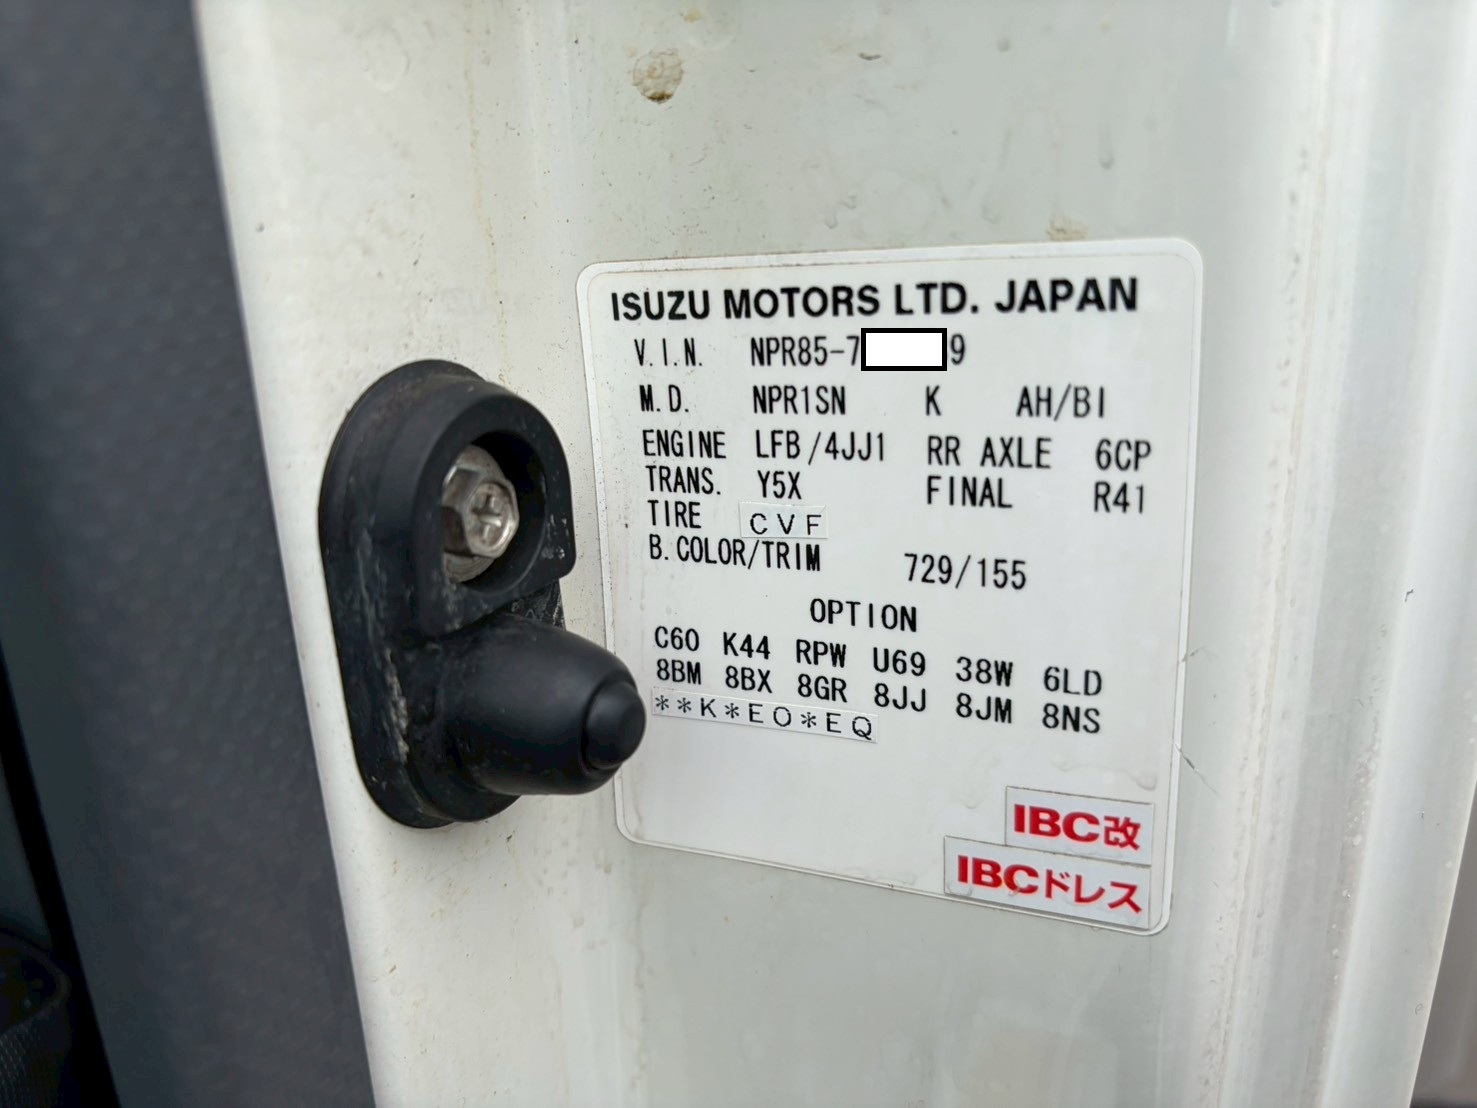 ISUZU MOTORS LTD. JAPAN
V.I.N. NPR85-7 9
M.D. NPR1SN K AH/BI
ENGINE LFB/4JJ1 RR AXLE 6CP
TRANS. Y5X FINAL R41
TIRE CVF
B.COLOR/TRIM 729/155
OPTION
C60 K44 RPW U69 38W 6LD
8BM 8BX 8GR 8JJ 8JM 8NS
**K*EO*EQ
IBC改
IBCドレス